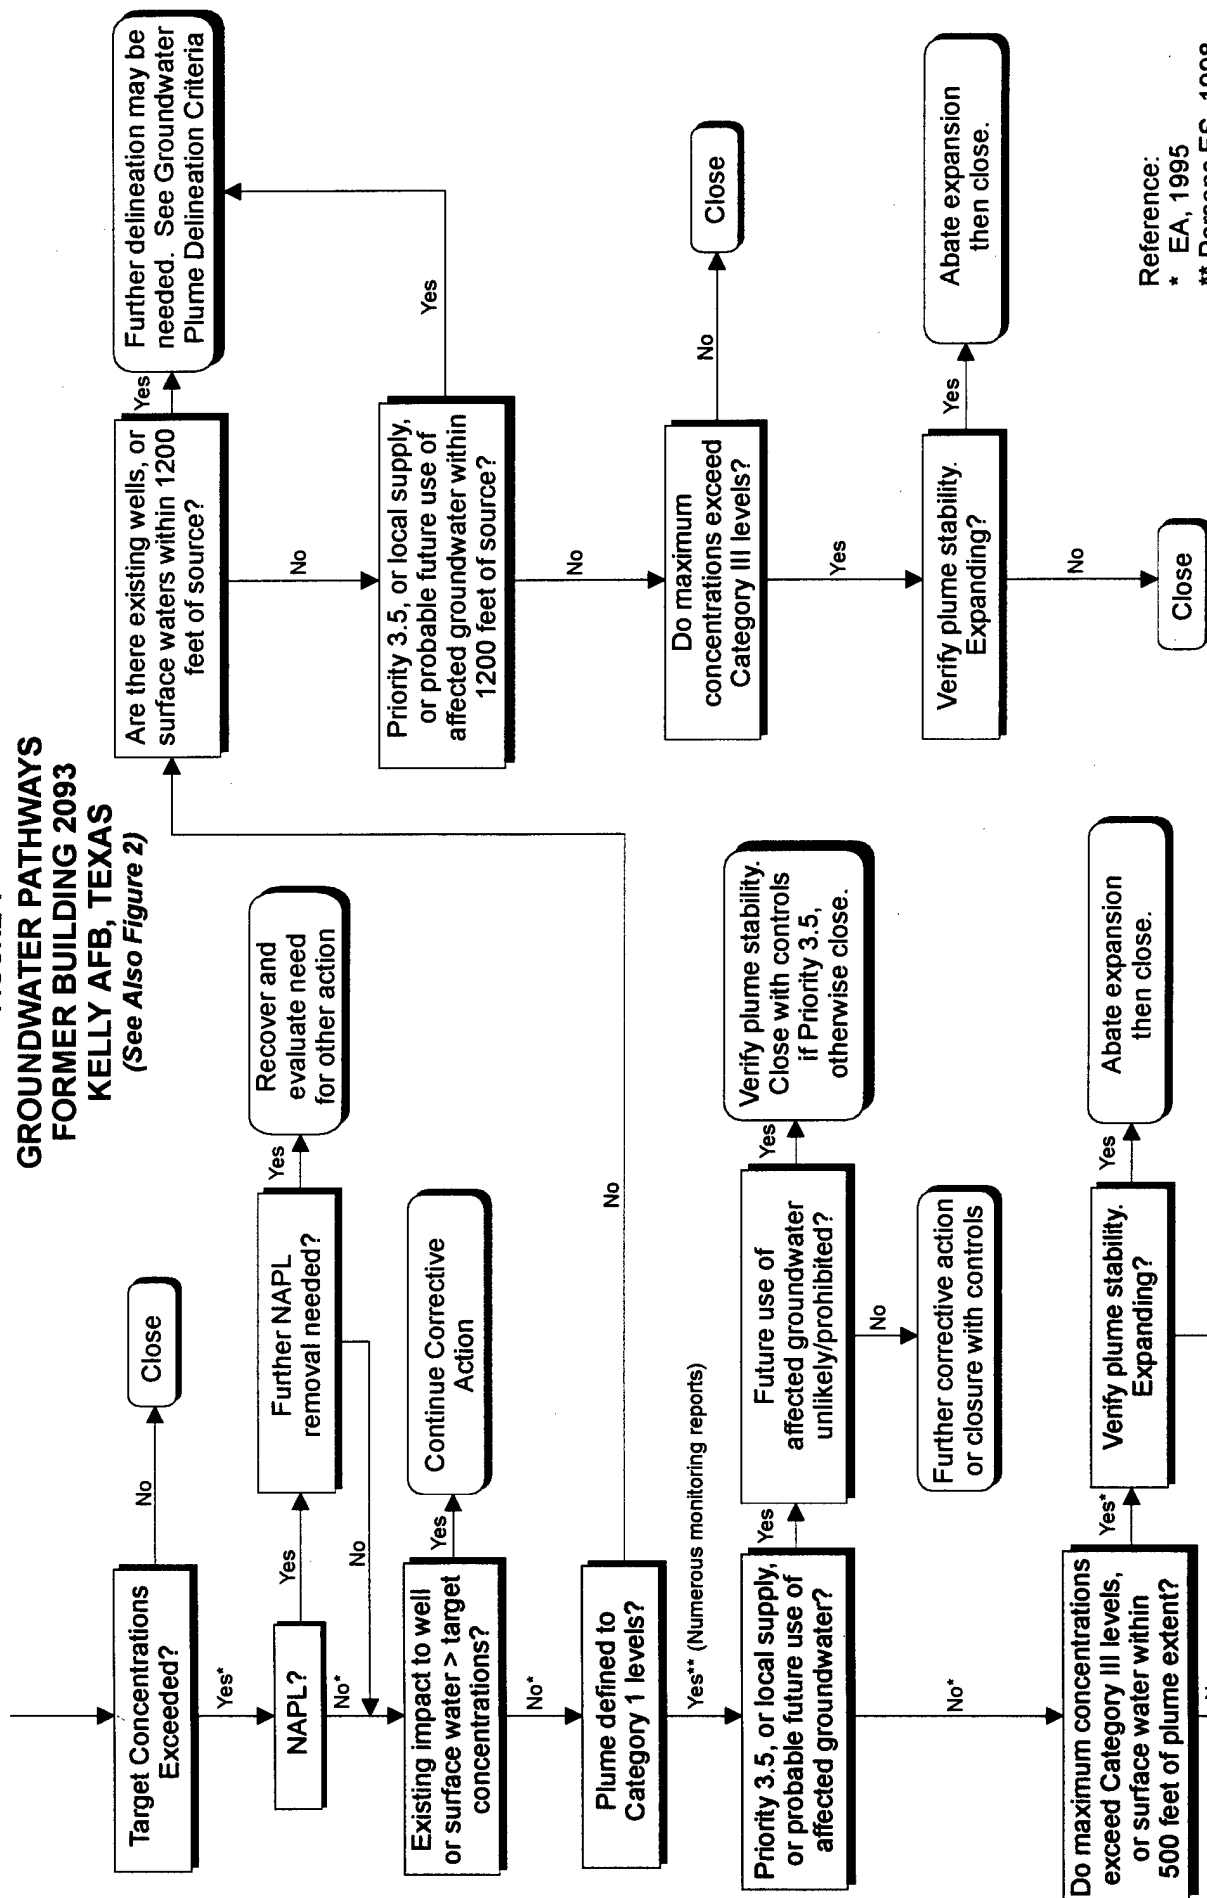 GROUNDWATER PATHWAYS
FORMER BUILDING 2093
KELLY AFB, TEXAS
(See Also Figure 2)
Target Concentrations
Exceeded?
No
Close
Yes*
NAPL?
Yes
Further NAPL
removal needed?
Yes
Recover and
evaluate need
for other action
No
No*
Existing impact to well
or surface water > target
concentrations?
Yes
Continue Corrective
Action
No*
Plume defined to
Category 1 levels?
No
Yes** (Numerous monitoring reports)
Priority 3.5, or local supply,
or probable future use of
affected groundwater?
Yes
Future use of
affected groundwater
unlikely/prohibited?
Yes
Verify plume stability.
Close with controls
if Priority 3.5,
otherwise close.
No
Further corrective action
or closure with controls
No*
Do maximum concentrations
exceed Category III levels,
or surface water within
500 feet of plume extent?
Yes*
Verify plume stability.
Expanding?
Yes
Abate expansion
then close.
Are there existing wells, or
surface waters within 1200
feet of source?
Yes
Further delineation may be
needed. See Groundwater
Plume Delineation Criteria
No
Priority 3.5, or local supply,
or probable future use of
affected groundwater within
1200 feet of source?
Yes
No
Do maximum
concentrations exceed
Category III levels?
No
Close
Yes
Verify plume stability.
Expanding?
Yes
Abate expansion
then close.
No
Close
Reference:
* EA, 1995
** Parsons ES, 1998